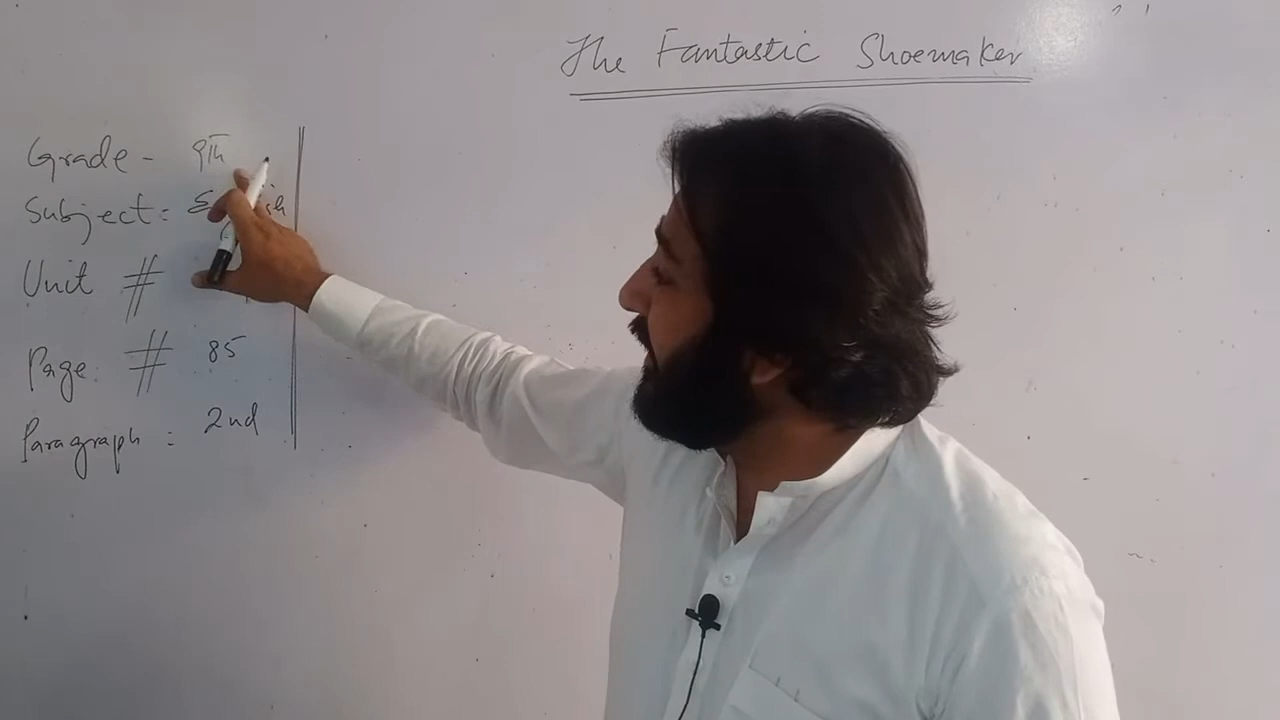 The Fantastic Shoemaker
Grade - 9th
Subject :
Unit #
Page #  85
Paragraph : 2nd